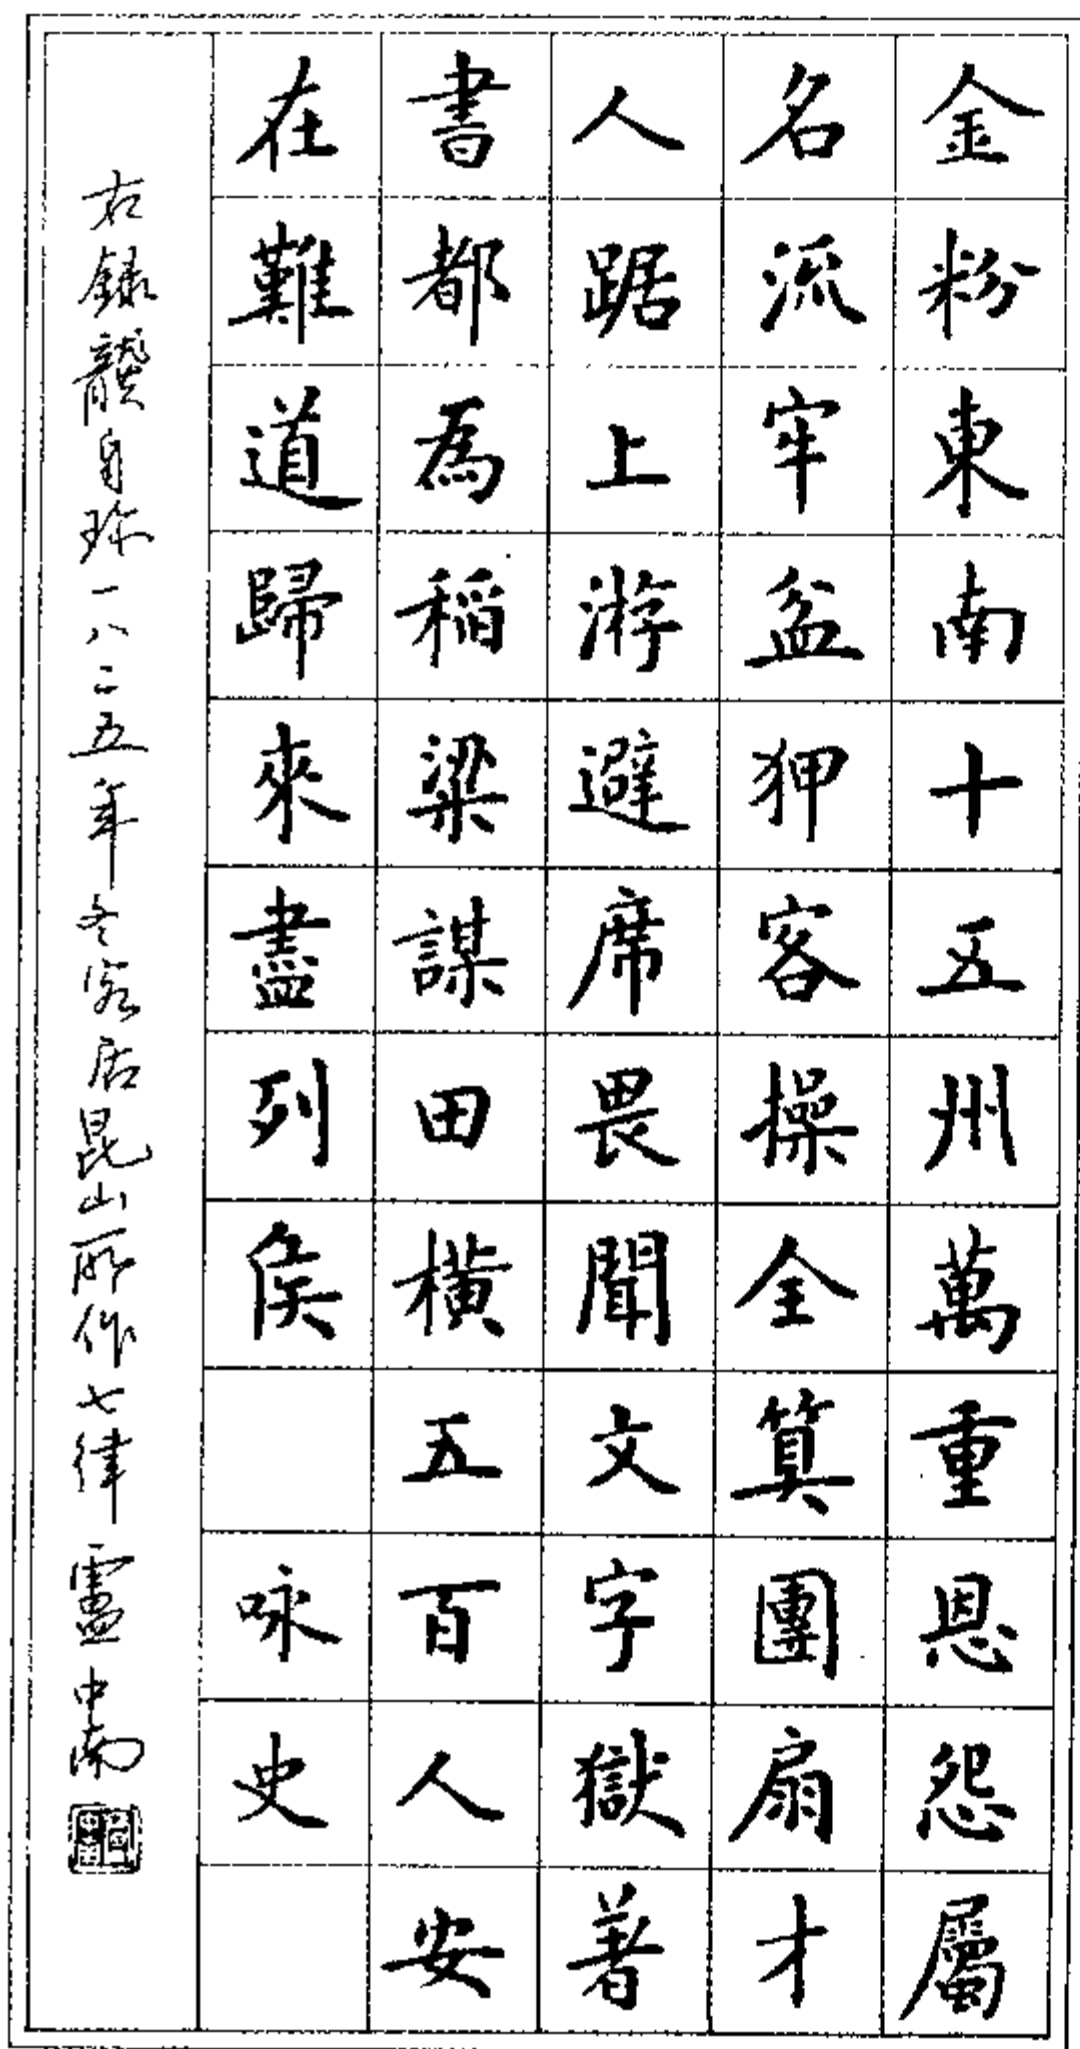 金粉東南十五州萬重恩怨屬
名流牢盆狎客操全算團扇才
人踞上游避席畏聞文字獄著
書都為稻粱謀田橫五百人安
在難道歸來盡列侯 咏史
右錄龔自珍一八二五年冬客居昆山所作七律 盧中南